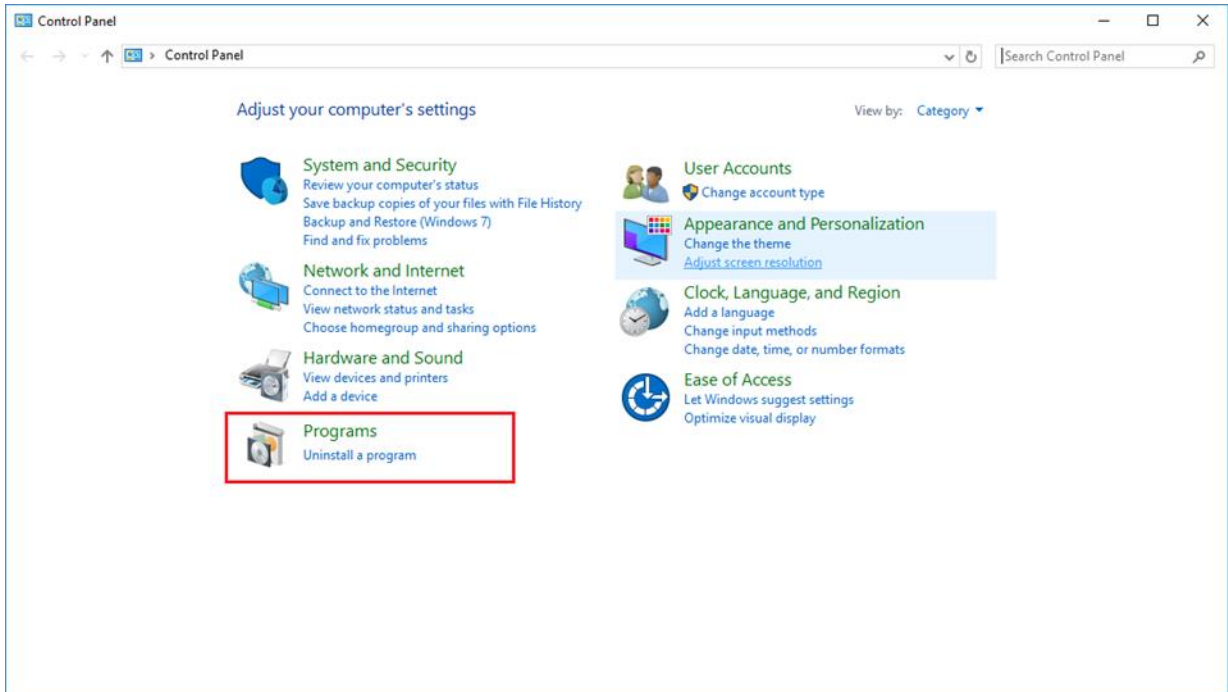 Control Panel
Control Panel
Search Control Panel
Adjust your computer's settings
View by: Category
System and Security
Review your computer's status
Save backup copies of your files with File History
Backup and Restore (Windows 7)
Find and fix problems
Network and Internet
Connect to the Internet
View network status and tasks
Choose homegroup and sharing options
Hardware and Sound
View devices and printers
Add a device
Programs
Uninstall a program
User Accounts
Change account type
Appearance and Personalization
Change the theme
Adjust screen resolution
Clock, Language, and Region
Add a language
Change input methods
Change date, time, or number formats
Ease of Access
Let Windows suggest settings
Optimize visual display